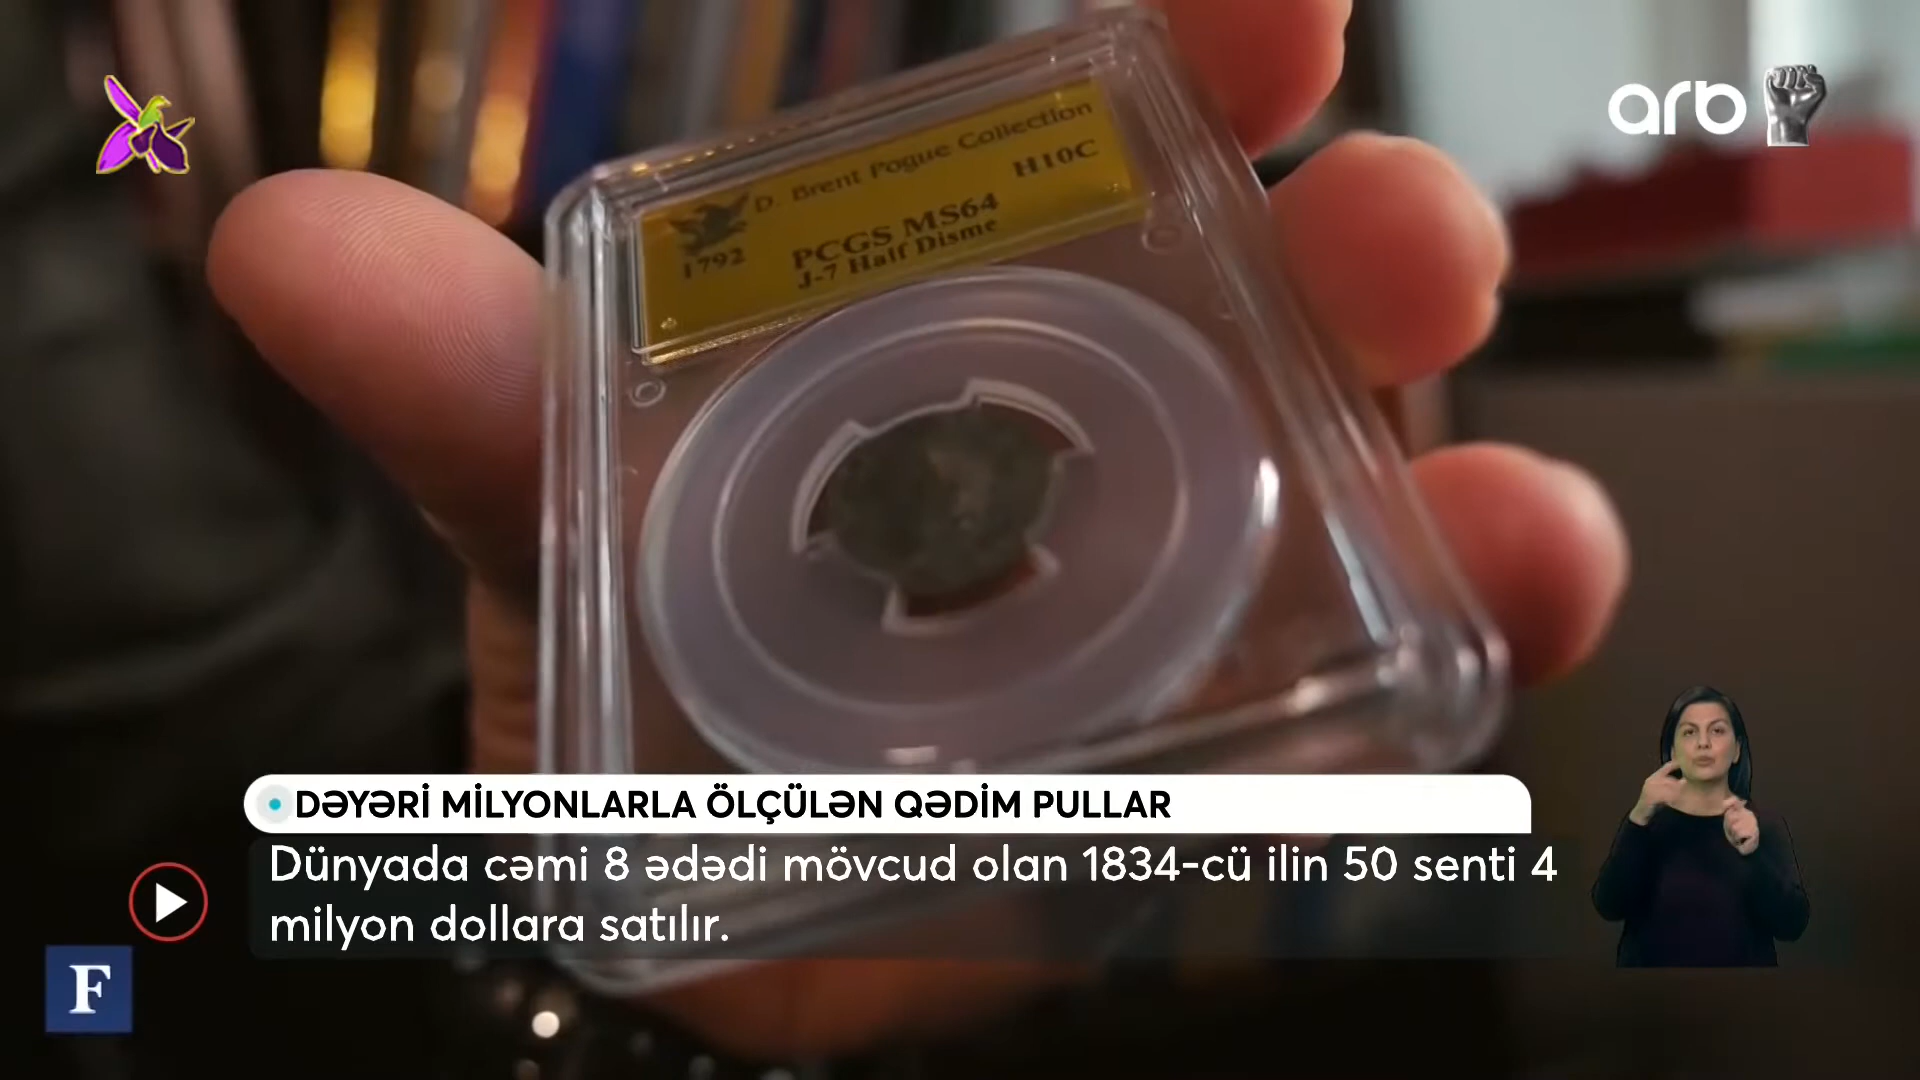 arb
D. Brent Pogue Collection
1792 PCGS MS64 H10C
J-7 Half Disme
DƏYƏRİ MİLYONLARLA ÖLÇÜLƏN QƏDİM PULLAR
Dünyada cəmi 8 ədədi mövcud olan 1834-cü ilin 50 senti 4
milyon dollara satılır.
F